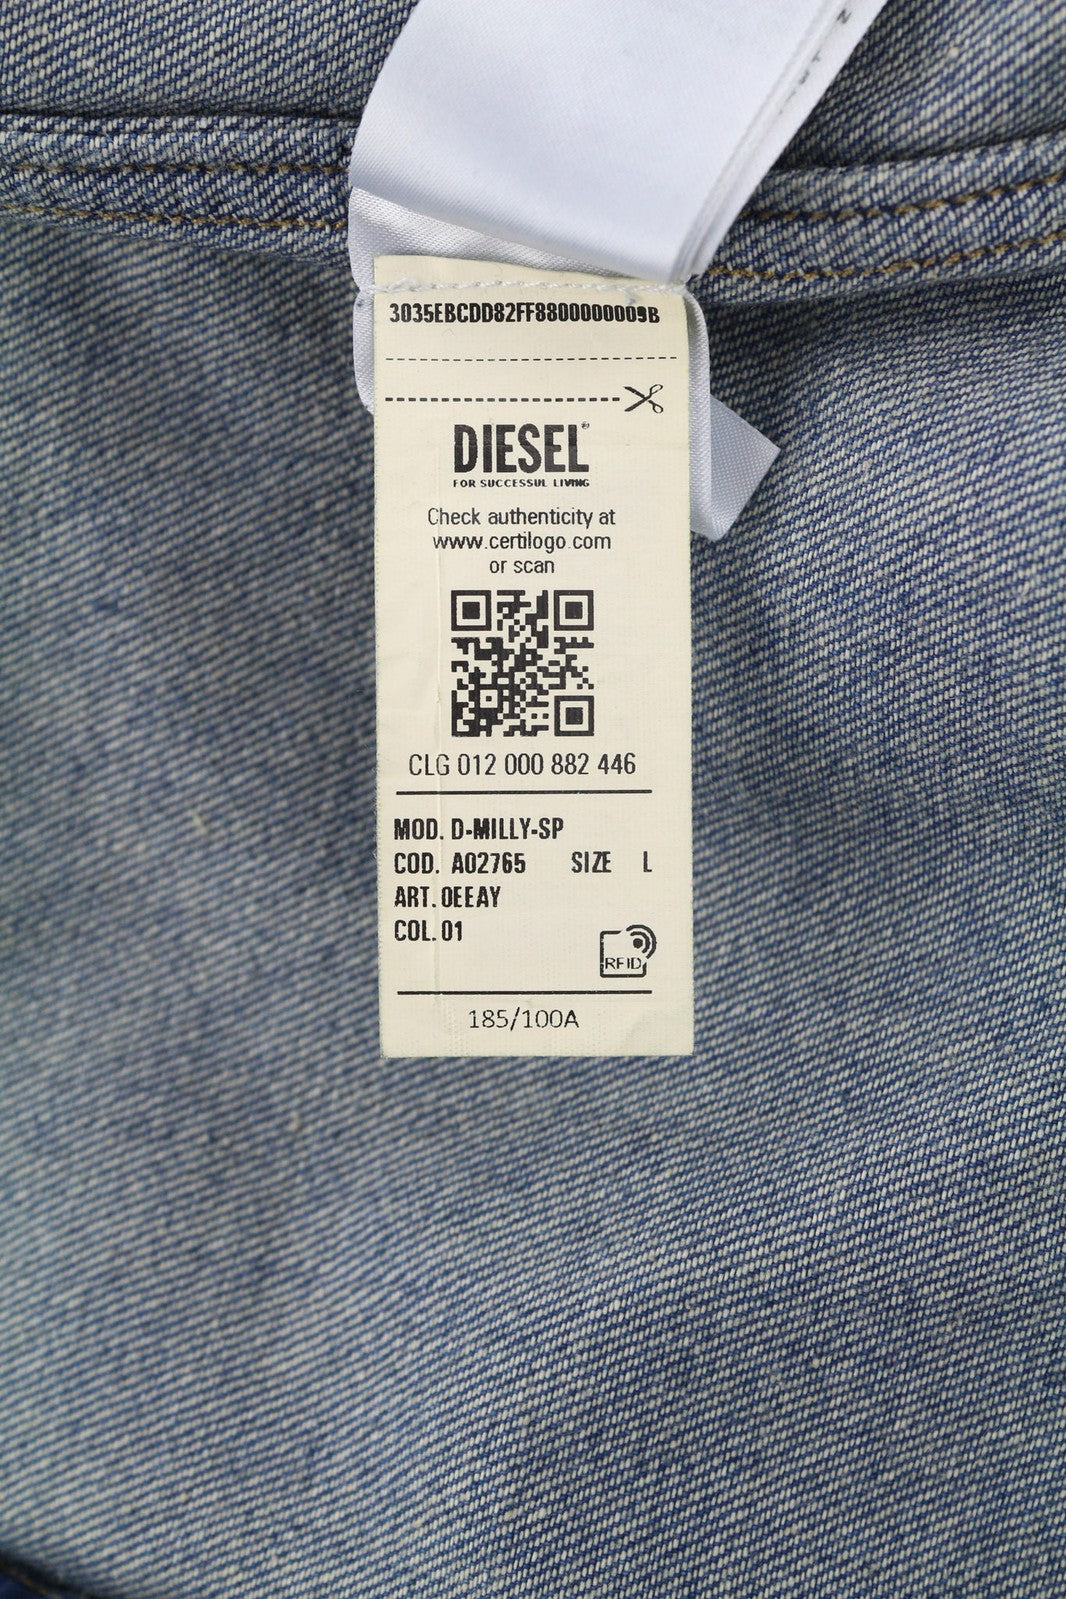 3035EBCDD82FF8800000009B
DIESEL®
FOR SUCCESSUL LIVING
Check authenticity at
www.certilogo.com
or scan
CLG 012 000 882 446
MOD. D-MILLY-SP
COD. A02765 SIZE L
ART. 0EEAY
COL. 01
RFID
185/100A